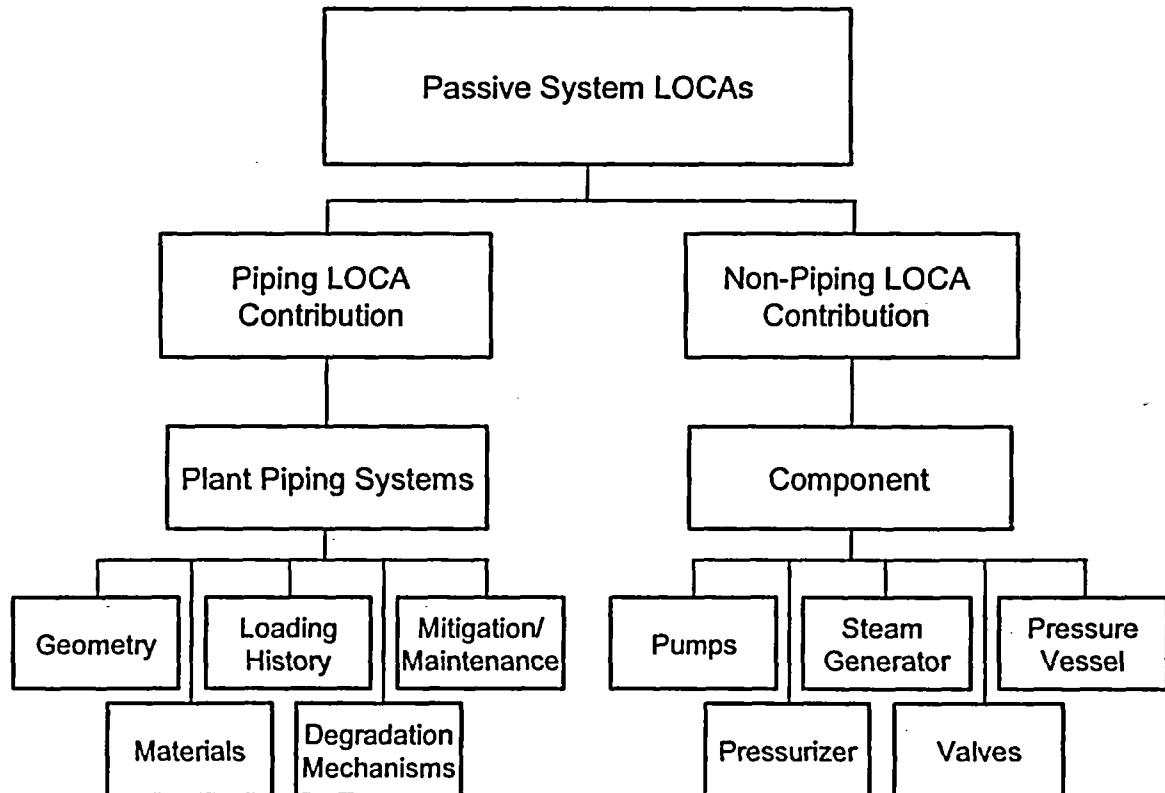 Passive System LOCAs
Piping LOCA
Contribution
Non-Piping LOCA
Contribution
Plant Piping Systems
Component
Geometry
Loading
History
Mitigation/
Maintenance
Pumps
Steam
Generator
Pressure
Vessel
Materials
Degradation
Mechanisms
Pressurizer
Valves